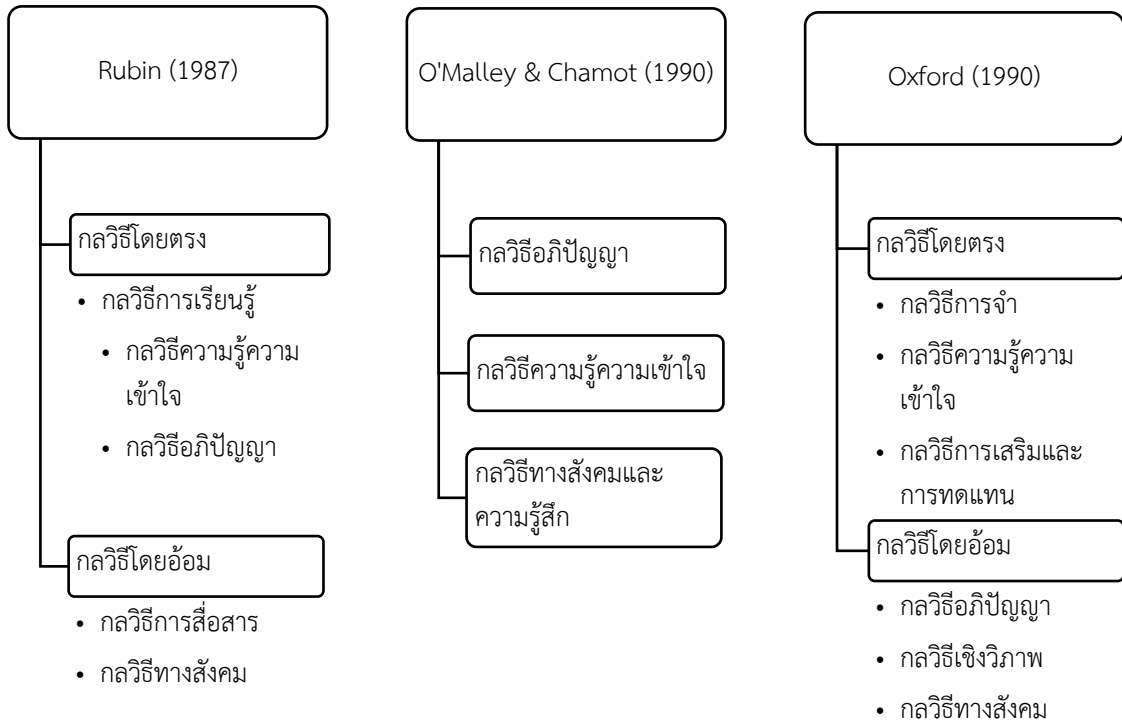 Rubin (1987)
กลวิธีโดยตรง
• กลวิธีการเรียนรู้
• กลวิธีความรู้ความ
เข้าใจ
• กลวิธีอภิปัญญา
กลวิธีโดยอ้อม
• กลวิธีการสื่อสาร
• กลวิธีทางสังคม
O'Malley & Chamot (1990)
กลวิธีอภิปัญญา
กลวิธีความรู้ความเข้าใจ
กลวิธีทางสังคมและ
ความรู้สึก
Oxford (1990)
กลวิธีโดยตรง
• กลวิธีการจำ
• กลวิธีความรู้ความ
เข้าใจ
• กลวิธีการเสริมและ
การทดแทน
กลวิธีโดยอ้อม
• กลวิธีอภิปัญญา
• กลวิธีเชิงวิภาพ
• กลวิธีทางสังคม